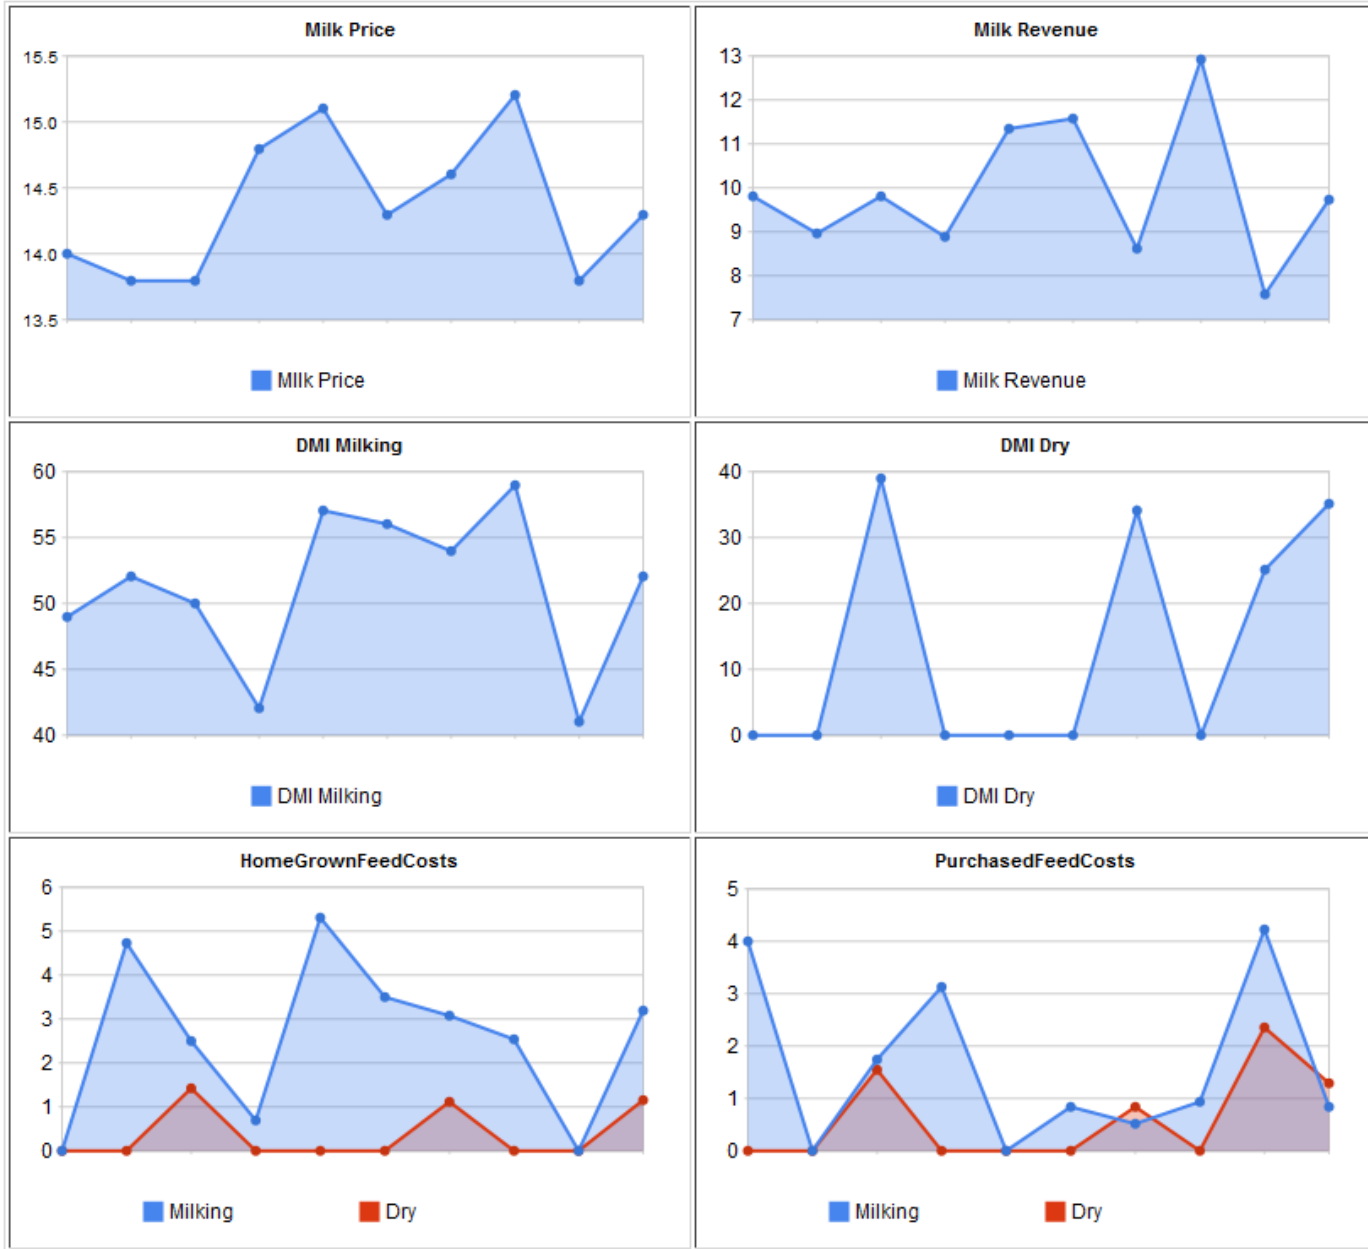 Milk Price
15.5
15.0
14.5
14.0
13.5
MIlk Price
Milk Revenue
13
12
11
10
9
8
7
Milk Revenue
DMI Milking
60
55
50
45
40
DMI Milking
DMI Dry
40
30
20
10
0
DMI Dry
HomeGrownFeedCosts
6
5
4
3
2
1
0
Milking Dry
PurchasedFeedCosts
5
4
3
2
1
0
Milking Dry